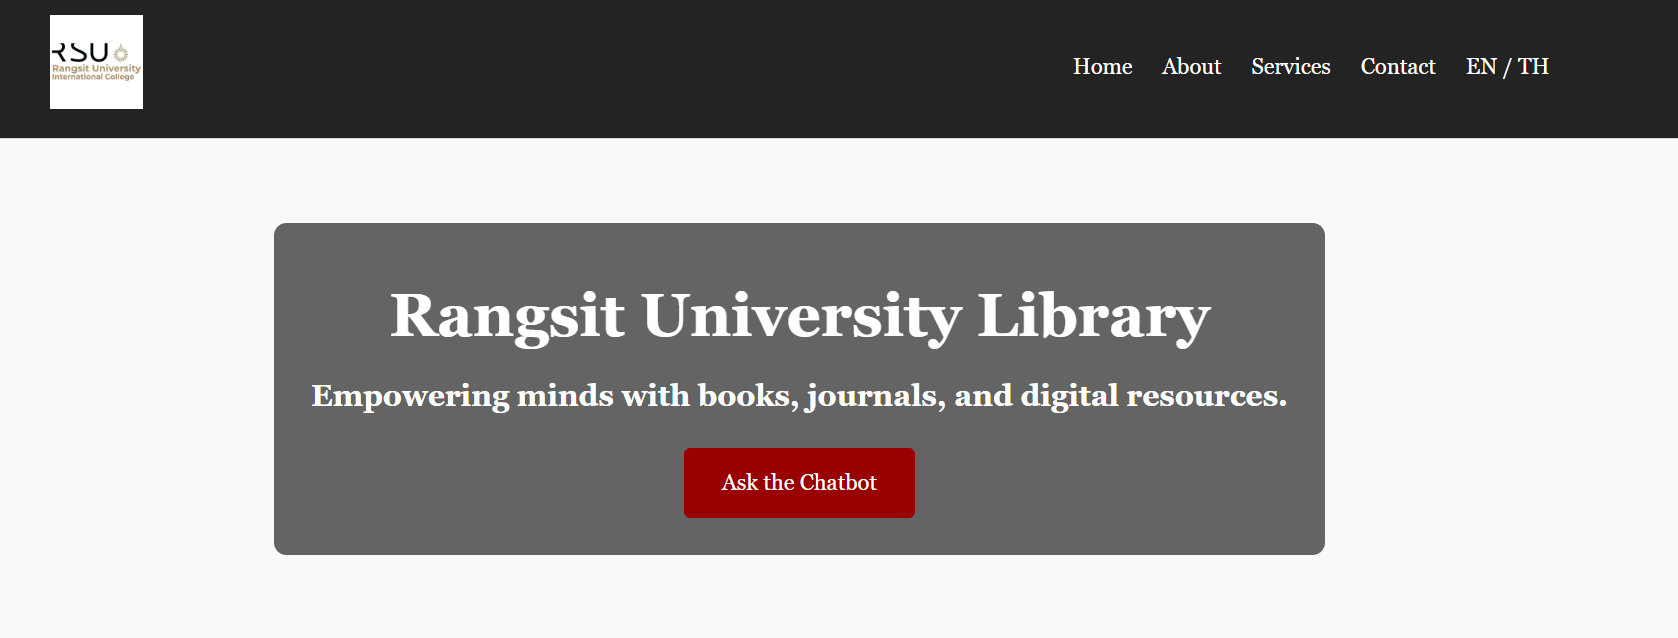 RSU
Rangsit University
International College
Home About Services Contact EN / TH
Rangsit University Library
Empowering minds with books, journals, and digital resources.
Ask the Chatbot